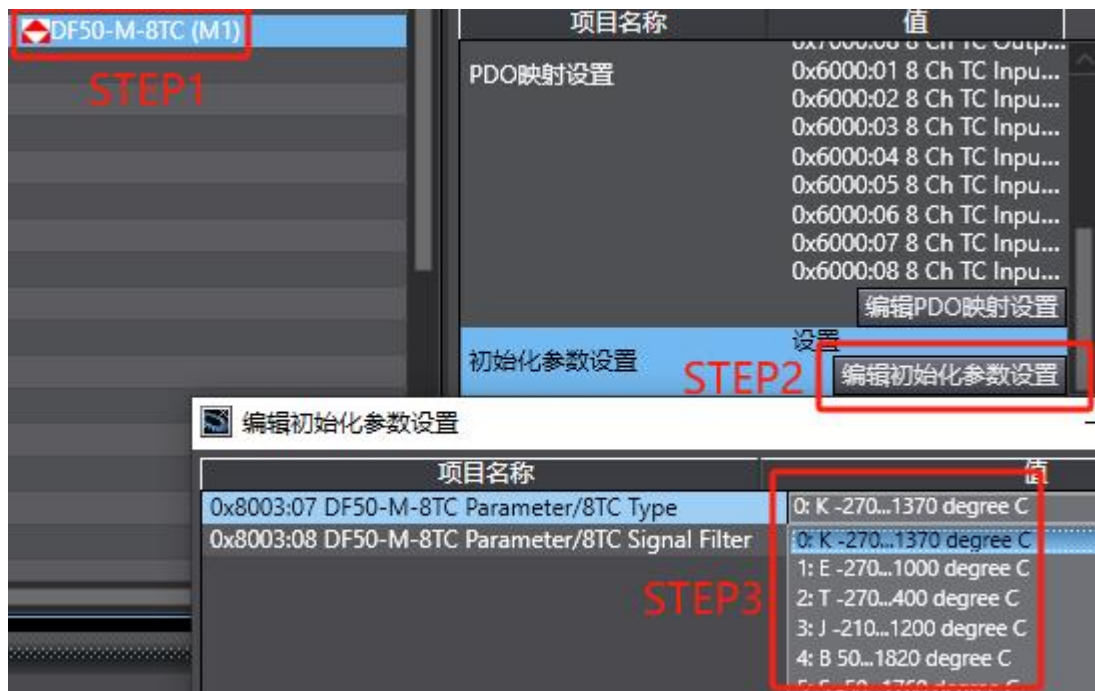 DF50-M-8TC (M1)
STEP1
项目名称
值
0x7000:08 8 Ch TC Outp...
PDO映射设置
0x6000:01 8 Ch TC Inpu...
0x6000:02 8 Ch TC Inpu...
0x6000:03 8 Ch TC Inpu...
0x6000:04 8 Ch TC Inpu...
0x6000:05 8 Ch TC Inpu...
0x6000:06 8 Ch TC Inpu...
0x6000:07 8 Ch TC Inpu...
0x6000:08 8 Ch TC Inpu...
编辑PDO映射设置
初始化参数设置
设置
STEP2
编辑初始化参数设置
编辑初始化参数设置
项目名称
值
0x8003:07 DF50-M-8TC Parameter/8TC Type
0: K -270...1370 degree C
0x8003:08 DF50-M-8TC Parameter/8TC Signal Filter
0: K -270...1370 degree C
1: E -270...1000 degree C
2: T -270...400 degree C
3: J -210...1200 degree C
4: B 50...1820 degree C
STEP3